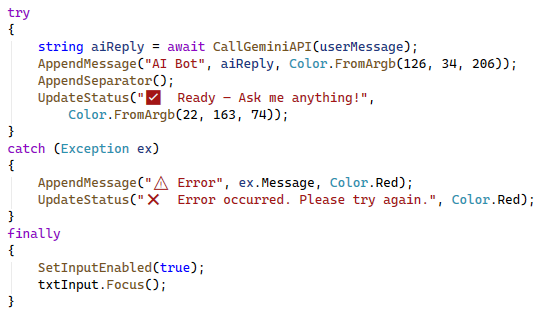 try
{
    string aiReply = await CallGeminiAPI(userMessage);
    AppendMessage("AI Bot", aiReply, Color.FromArgb(126, 34, 206));
    AppendSeparator();
    UpdateStatus("✅  Ready — Ask me anything!",
        Color.FromArgb(22, 163, 74));
}
catch (Exception ex)
{
    AppendMessage("⚠ Error", ex.Message, Color.Red);
    UpdateStatus("❌  Error occurred. Please try again.", Color.Red);
}
finally
{
    SetInputEnabled(true);
    txtInput.Focus();
}